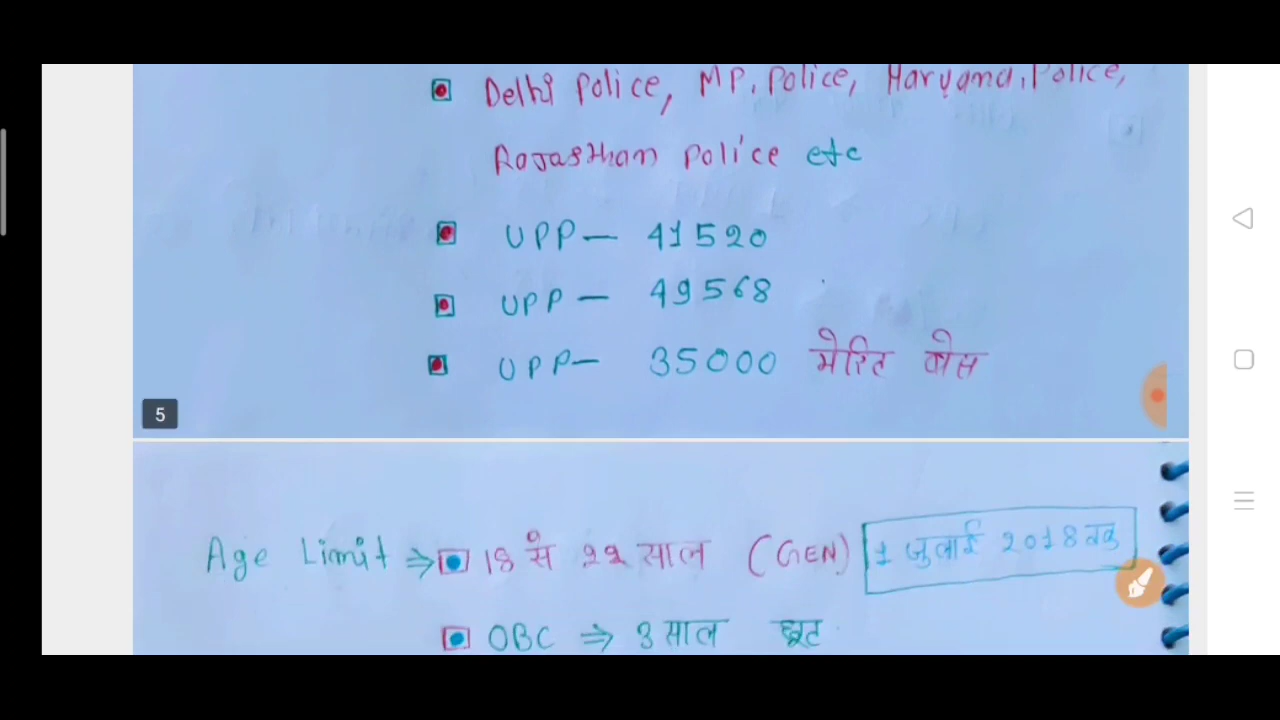 Delhi Police, MP. Police, Haryana. Police,
Rajasthan Police etc
UPP — 41520
UPP — 49568
UPP — 35000 मेरिट बेस
5
Age Limit ⇒ 18 से 22 साल (GEN) 1 जुलाई 2018 तक
OBC ⇒ 3 साल छूट